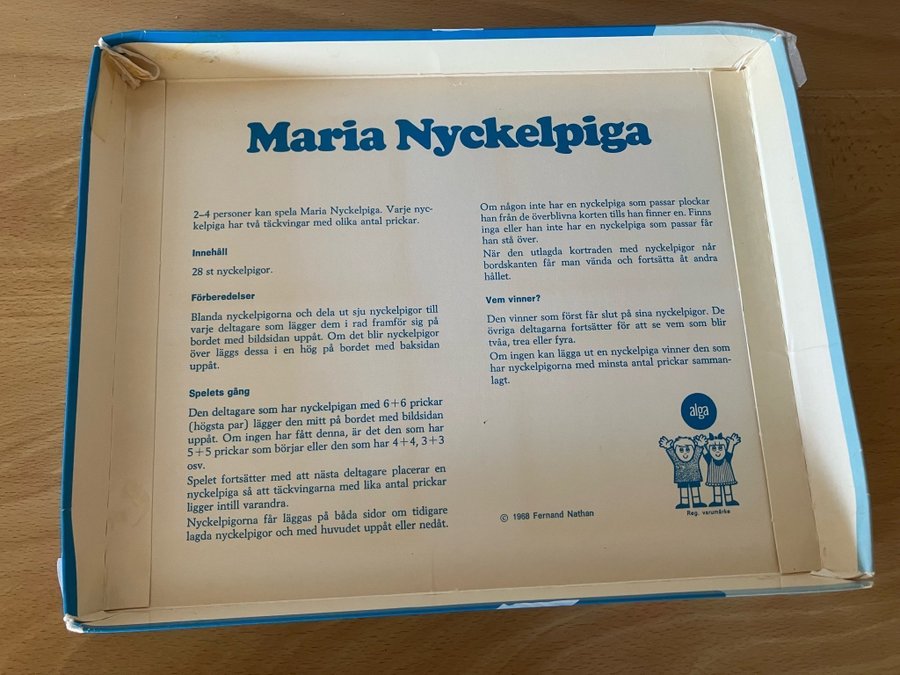 Maria Nyckelpiga
2–4 personer kan spela Maria Nyckelpiga. Varje nyc-
kelpiga har två täckvingar med olika antal prickar.
Innehåll
28 st nyckelpigor.
Förberedelser
Blanda nyckelpigorna och dela ut sju nyckelpigor till
varje deltagare som lägger dem i rad framför sig på
bordet med bildsidan uppåt. Om det blir nyckelpigor
över läggs dessa i en hög på bordet med baksidan
uppåt.
Spelets gång
Den deltagare som har nyckelpigan med 6+6 prickar
(högsta par) lägger den mitt på bordet med bildsidan
uppåt. Om ingen har fått denna, är det den som har
5+5 prickar som börjar eller den som har 4+4, 3+3
osv.
Spelet fortsätter med att nästa deltagare placerar en
nyckelpiga så att täckvingarna med lika antal prickar
ligger intill varandra.
Nyckelpigorna får läggas på båda sidor om tidigare
lagda nyckelpigor och med huvudet uppåt eller nedåt.
Om någon inte har en nyckelpiga som passar plockar
han från de överblivna korten tills han finner en. Finns
inga eller han inte har en nyckelpiga som passar får
han stå över.
När den utlagda kortraden med nyckelpigor når
bordskanten får man vända och fortsätta åt andra
hållet.
Vem vinner?
Den vinner som först får slut på sina nyckelpigor. De
övriga deltagarna fortsätter för att se vem som blir
tvåa, trea eller fyra.
Om ingen kan lägga ut en nyckelpiga vinner den som
har nyckelpigorna med minsta antal prickar samman-
lagt.
alga
Reg. varumärke
© 1968 Fernand Nathan